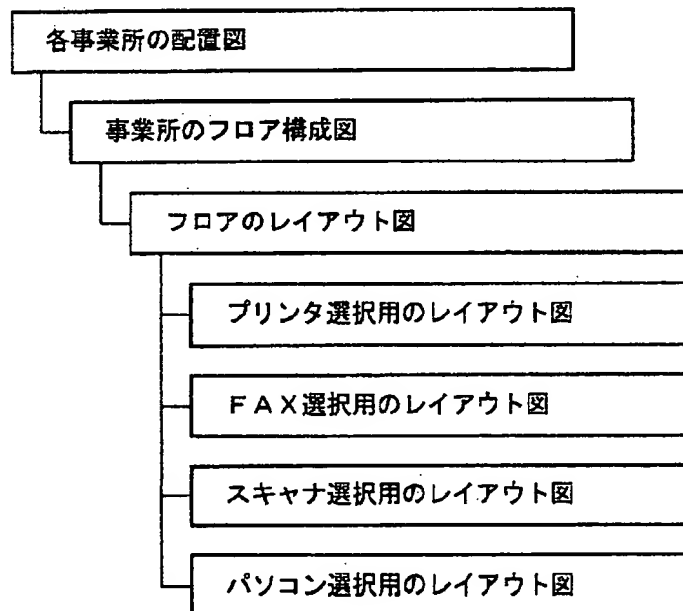 各事業所の配置図
事業所のフロア構成図
フロアのレイアウト図
プリンタ選択用のレイアウト図
ＦＡＸ選択用のレイアウト図
スキャナ選択用のレイアウト図
パソコン選択用のレイアウト図